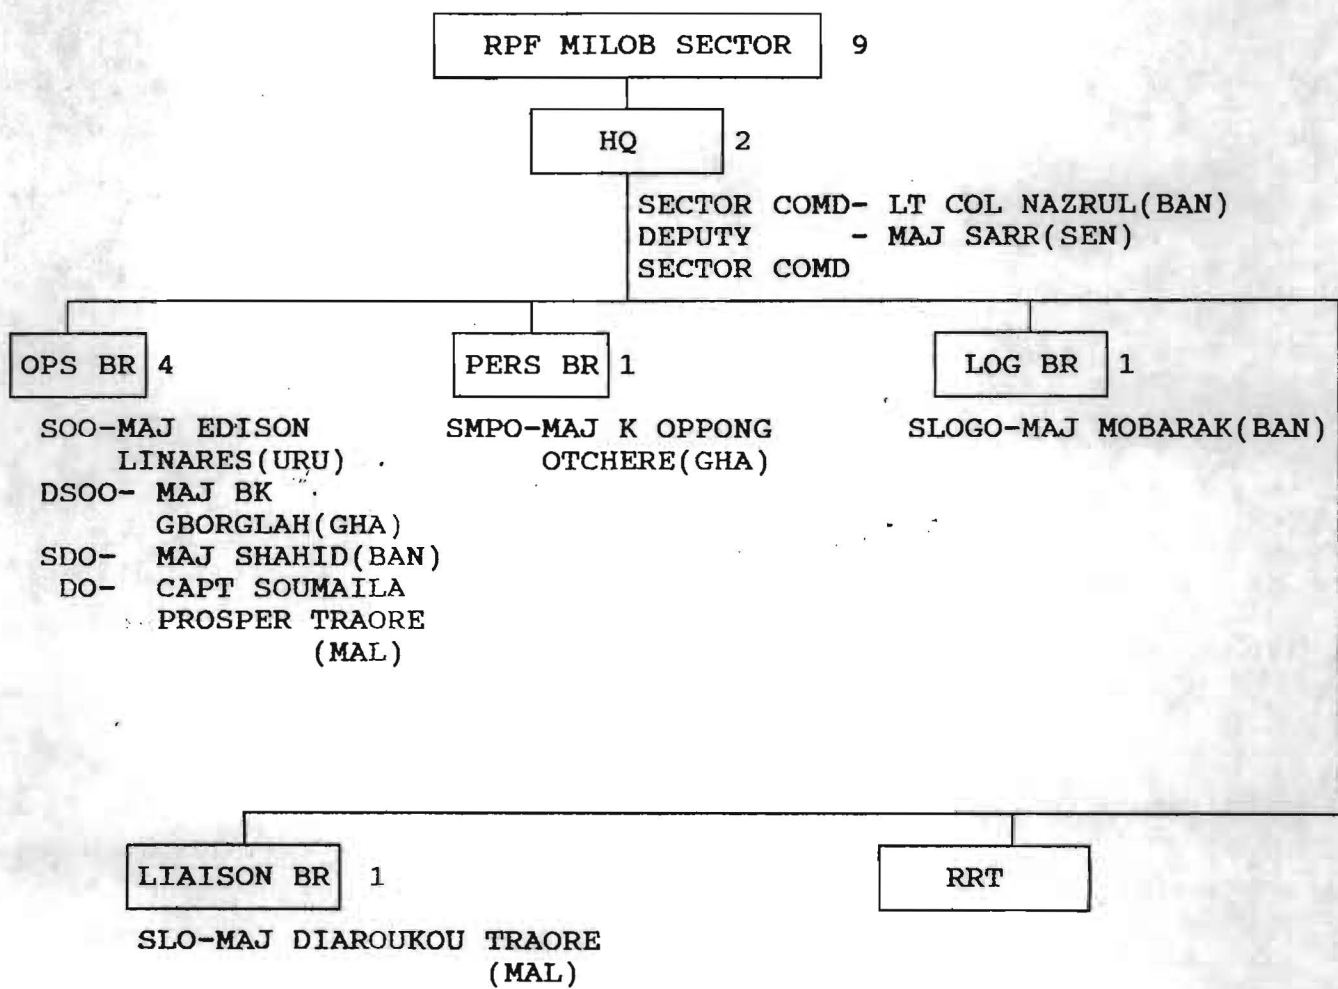 RPF MILOB SECTOR 9
HQ 2
SECTOR COMD- LT COL NAZRUL(BAN)
DEPUTY - MAJ SARR(SEN)
SECTOR COMD
OPS BR 4
SOO-MAJ EDISON
LINARES(URU)
DSOO- MAJ BK
GBORGLAH(GHA)
SDO- MAJ SHAHID(BAN)
DO- CAPT SOUMAILA
PROSPER TRAORE
(MAL)
PERS BR 1
SMPO-MAJ K OPPONG
OTCHERE(GHA)
LOG BR 1
SLOGO-MAJ MOBARAK(BAN)
LIAISON BR 1
SLO-MAJ DIAROUKOU TRAORE
(MAL)
RRT